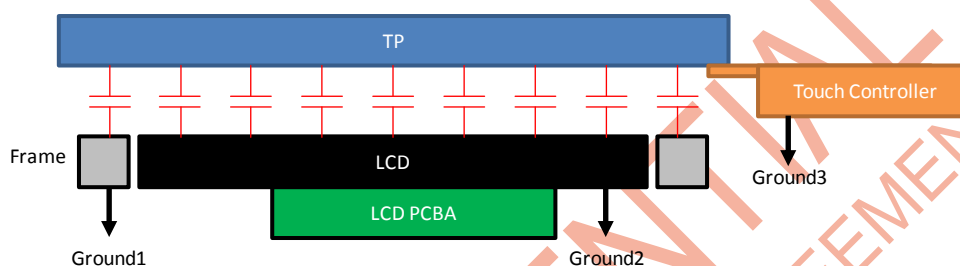 TP
Touch Controller
Frame
LCD
Ground3
LCD PCBA
Ground1
Ground2